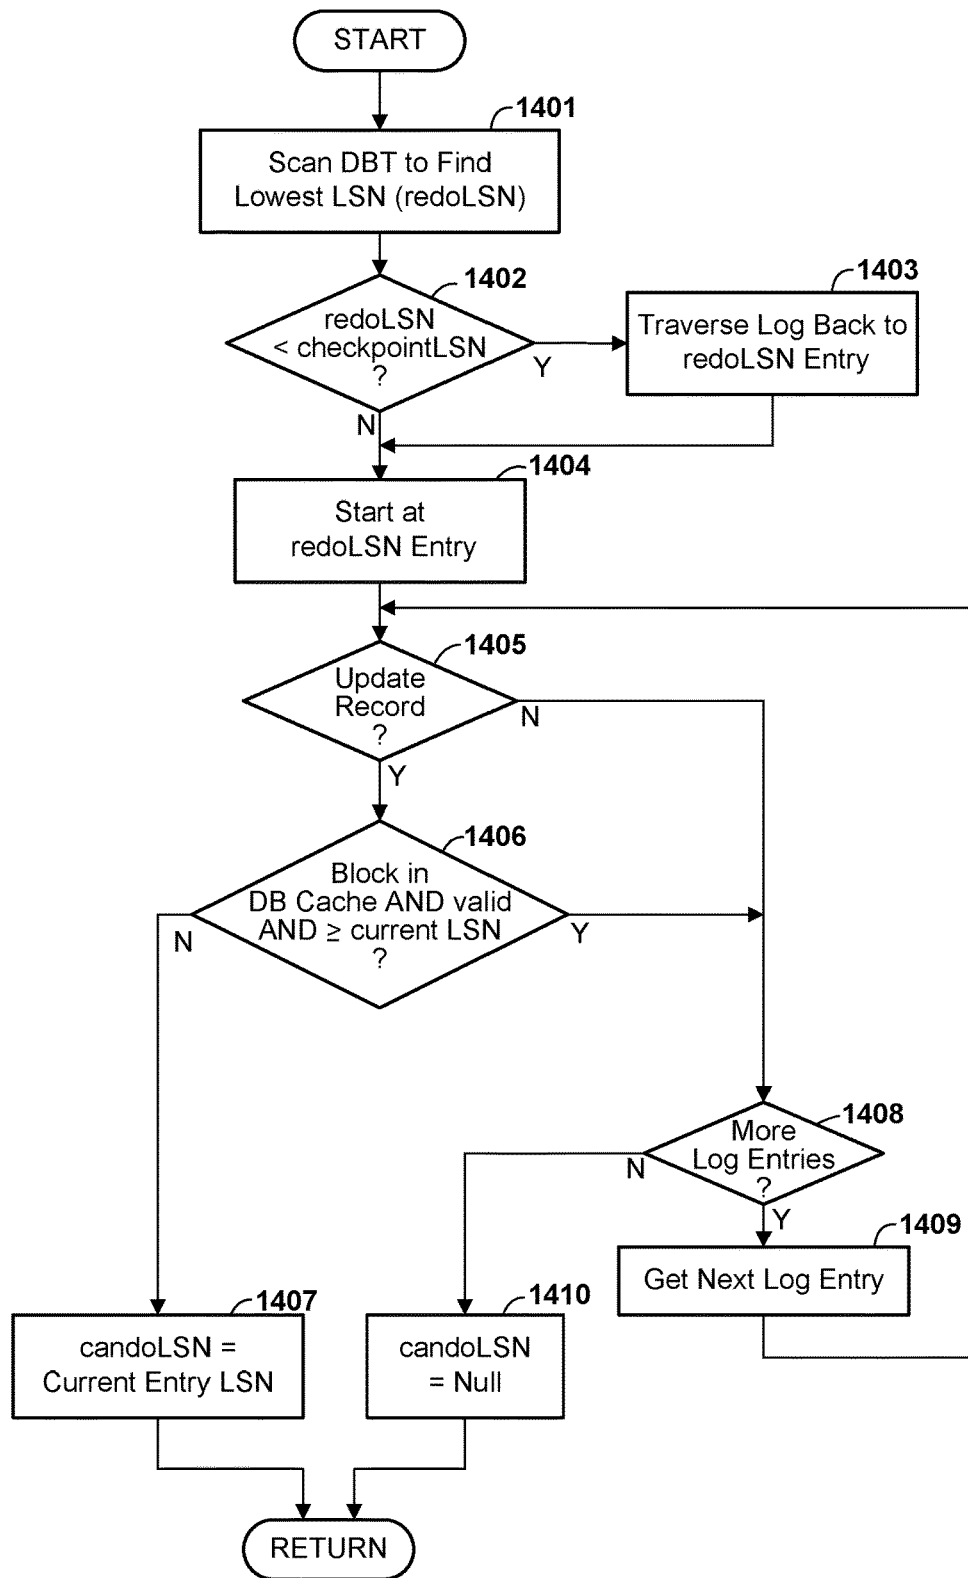 START
1401
Scan DBT to Find
Lowest LSN (redoLSN)
1402
redoLSN
< checkpointLSN
?
Y
N
1403
Traverse Log Back to
redoLSN Entry
1404
Start at
redoLSN Entry
1405
Update
Record
?
N
Y
1406
Block in
DB Cache AND valid
AND ≥ current LSN
?
N
Y
1408
More
Log Entries
?
N
Y
1409
Get Next Log Entry
1407
candoLSN =
Current Entry LSN
1410
candoLSN
= Null
RETURN